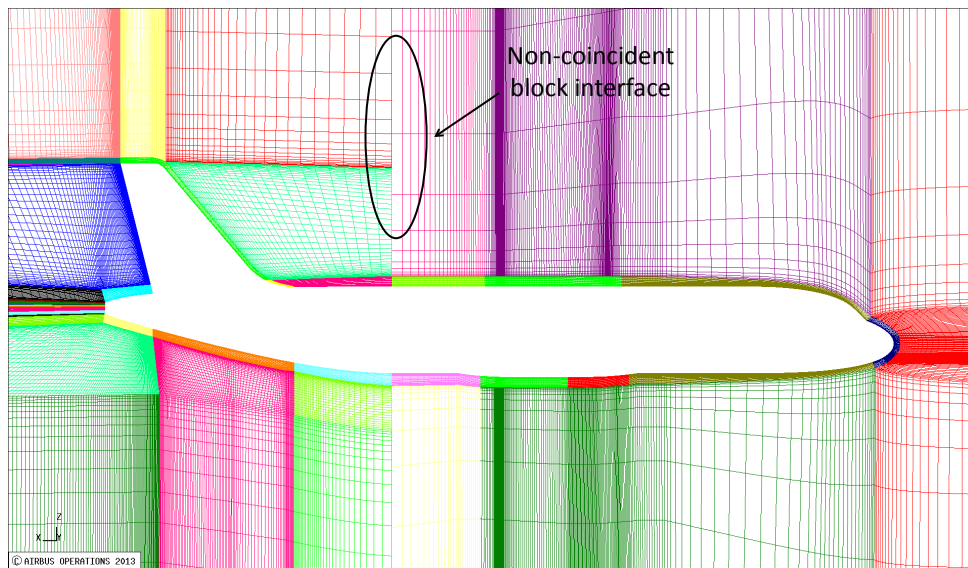 Non-coincident
block interface
Z
X Y
© AIRBUS OPERATIONS 2013